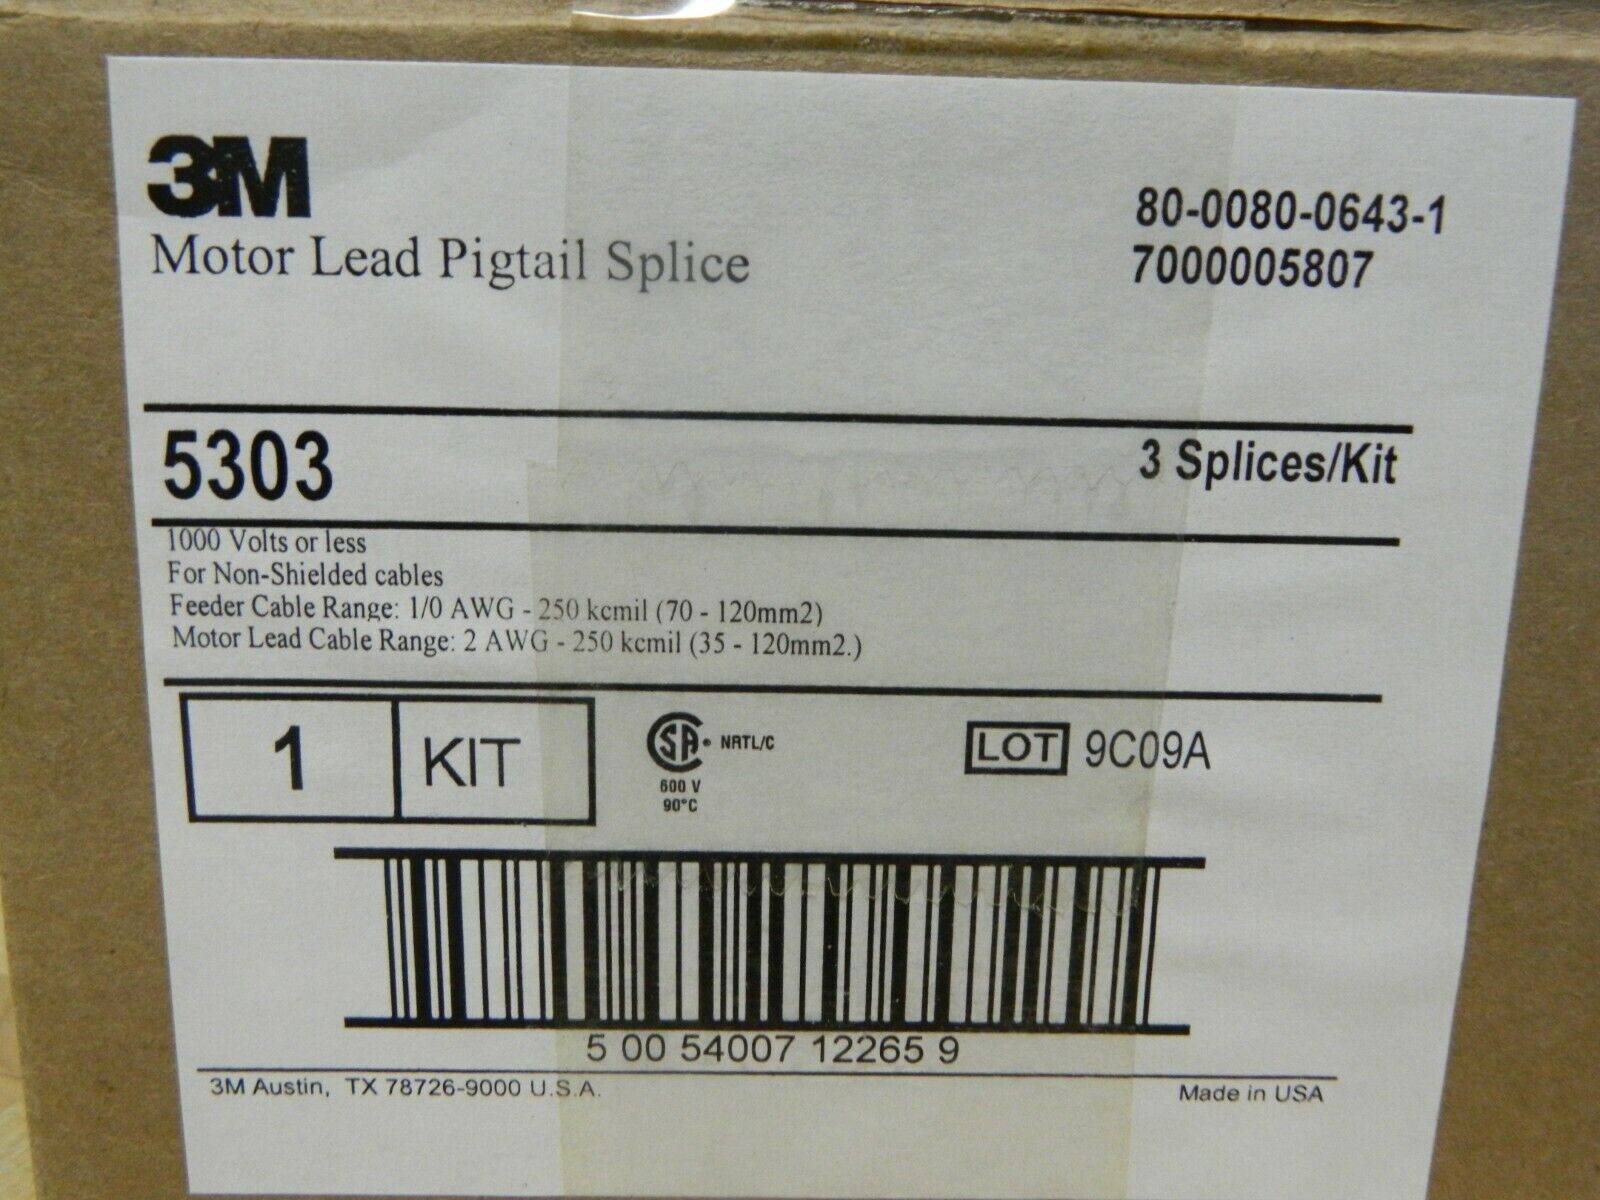 3M
Motor Lead Pigtail Splice
80-0080-0643-1
7000005807
5303
3 Splices/Kit
1000 Volts or less
For Non-Shielded cables
Feeder Cable Range: 1/0 AWG - 250 kcmil (70 - 120mm2)
Motor Lead Cable Range: 2 AWG - 250 kcmil (35 - 120mm2.)
1 KIT
SA® NRTL/C
600 V
90°C
LOT 9C09A
5 00 54007 12265 9
3M Austin, TX 78726-9000 U.S.A.
Made in USA